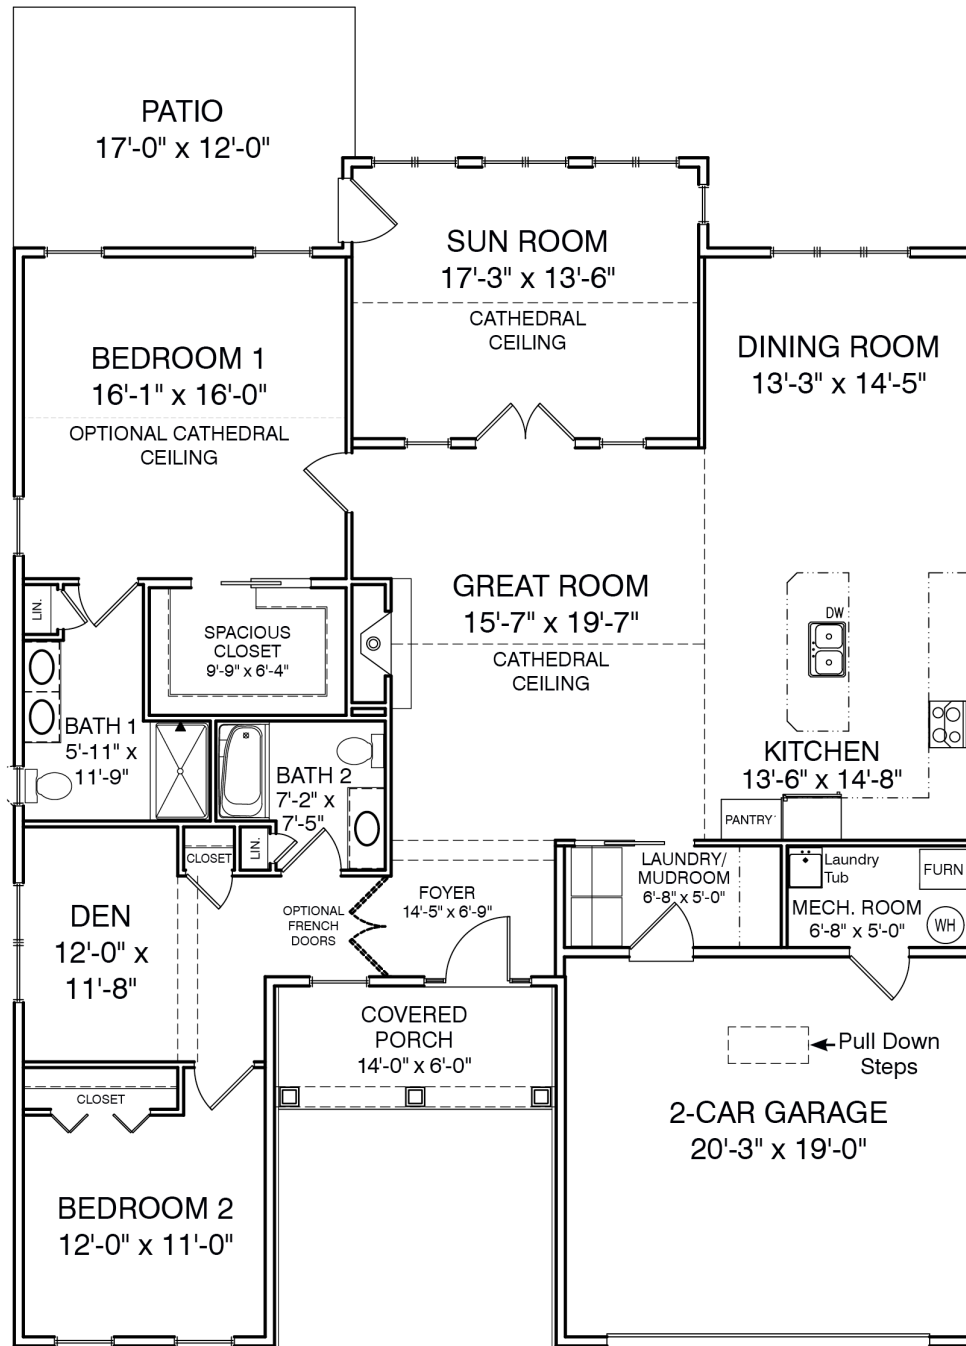 PATIO
17'-0" x 12'-0"
SUN ROOM
17'-3" x 13'-6"
CATHEDRAL
CEILING
DINING ROOM
13'-3" x 14'-5"
BEDROOM 1
16'-1" x 16'-0"
OPTIONAL CATHEDRAL
CEILING
GREAT ROOM
15'-7" x 19'-7"
CATHEDRAL
CEILING
LIN.
SPACIOUS
CLOSET
9'-9" x 6'-4"
DW
KITCHEN
13'-6" x 14'-8"
PANTRY
BATH 1
5'-11" x
11'-9"
BATH 2
7'-2" x
7'-5"
CLOSET
LIN.
LAUNDRY/
MUDROOM
6'-8" x 5'-0"
Laundry
Tub
FURN
MECH. ROOM
6'-8" x 5'-0"
WH
DEN
12'-0" x
11'-8"
OPTIONAL
FRENCH
DOORS
FOYER
14'-5" x 6'-9"
COVERED
PORCH
14'-0" x 6'-0"
Pull Down
Steps
CLOSET
2-CAR GARAGE
20'-3" x 19'-0"
BEDROOM 2
12'-0" x 11'-0"